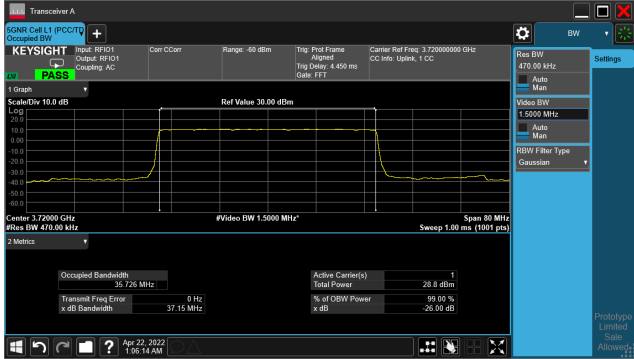 Transceiver A
5GNR Cell L1 (PCC/TD
Occupied BW
BW
KEYSIGHT
PASS
Input: RFIO1
Output: RFIO1
Coupling: AC
Corr CCorr
Range: -60 dBm
Trig: Prot Frame
Aligned
Trig Delay: 4.450 ms
Gate: FFT
Carrier Ref Freq: 3.720000000 GHz
CC Info: Uplink, 1 CC
Res BW
470.00 kHz
Auto
Man
Settings
Video BW
1.5000 MHz
Auto
Man
RBW Filter Type
Gaussian
1 Graph
Scale/Div 10.0 dB
Ref Value 30.00 dBm
Log
20.0
10.0
0.00
-10.0
-20.0
-30.0
-40.0
-50.0
-60.0
Center 3.72000 GHz
#Video BW 1.5000 MHz*
Span 80 MHz
#Res BW 470.00 kHz
Sweep 1.00 ms (1001 pts)
2 Metrics
Occupied Bandwidth
35.726 MHz
Active Carrier(s) 1
Total Power 28.8 dBm
Transmit Freq Error 0 Hz
x dB Bandwidth 37.15 MHz
% of OBW Power 99.00 %
x dB -26.00 dB
Prototype
Limited
Sale
Allowed
Apr 22, 2022
1:06:14 AM